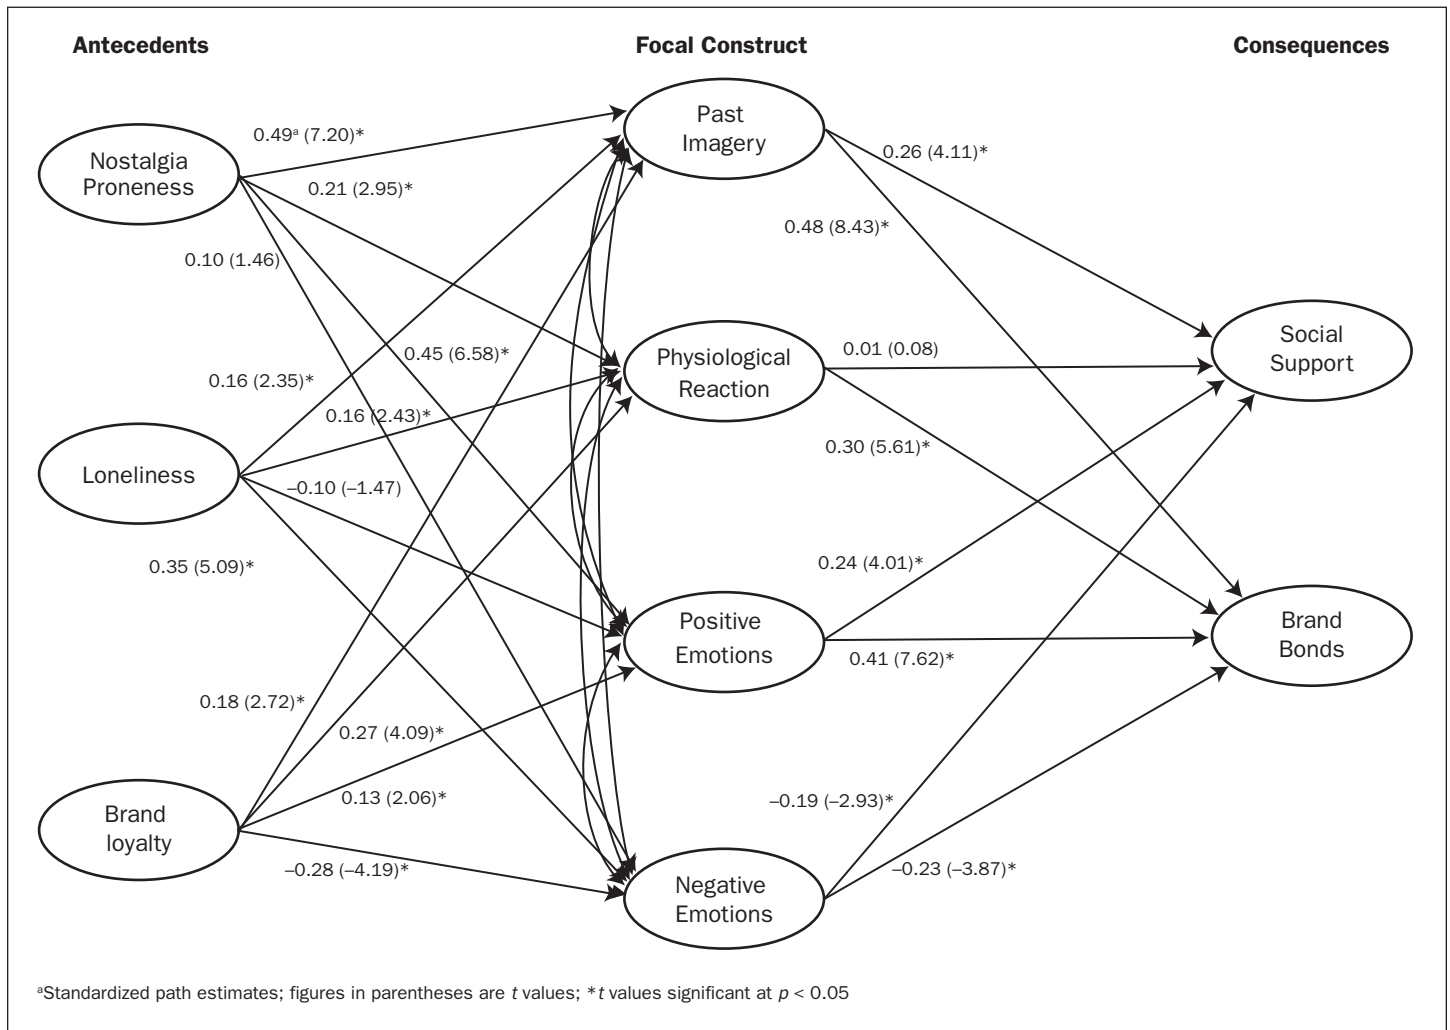 Antecedents
Focal Construct
Consequences
Past
Imagery
Nostalgia
Proneness
0.49ª (7.20)*
0.26 (4.11)*
0.21 (2.95)*
0.48 (8.43)*
0.10 (1.46)
Social
Support
Physiological
Reaction
0.01 (0.08)
0.45 (6.58)*
0.16 (2.35)*
0.16 (2.43)*
0.30 (5.61)*
Loneliness
–0.10 (–1.47)
0.35 (5.09)*
0.24 (4.01)*
Positive
Emotions
Brand
Bonds
0.41 (7.62)*
0.18 (2.72)*
0.27 (4.09)*
0.13 (2.06)*
–0.19 (–2.93)*
Brand
loyalty
–0.28 (–4.19)*
–0.23 (–3.87)*
Negative
Emotions
ªStandardized path estimates; figures in parentheses are t values; *t values significant at p < 0.05